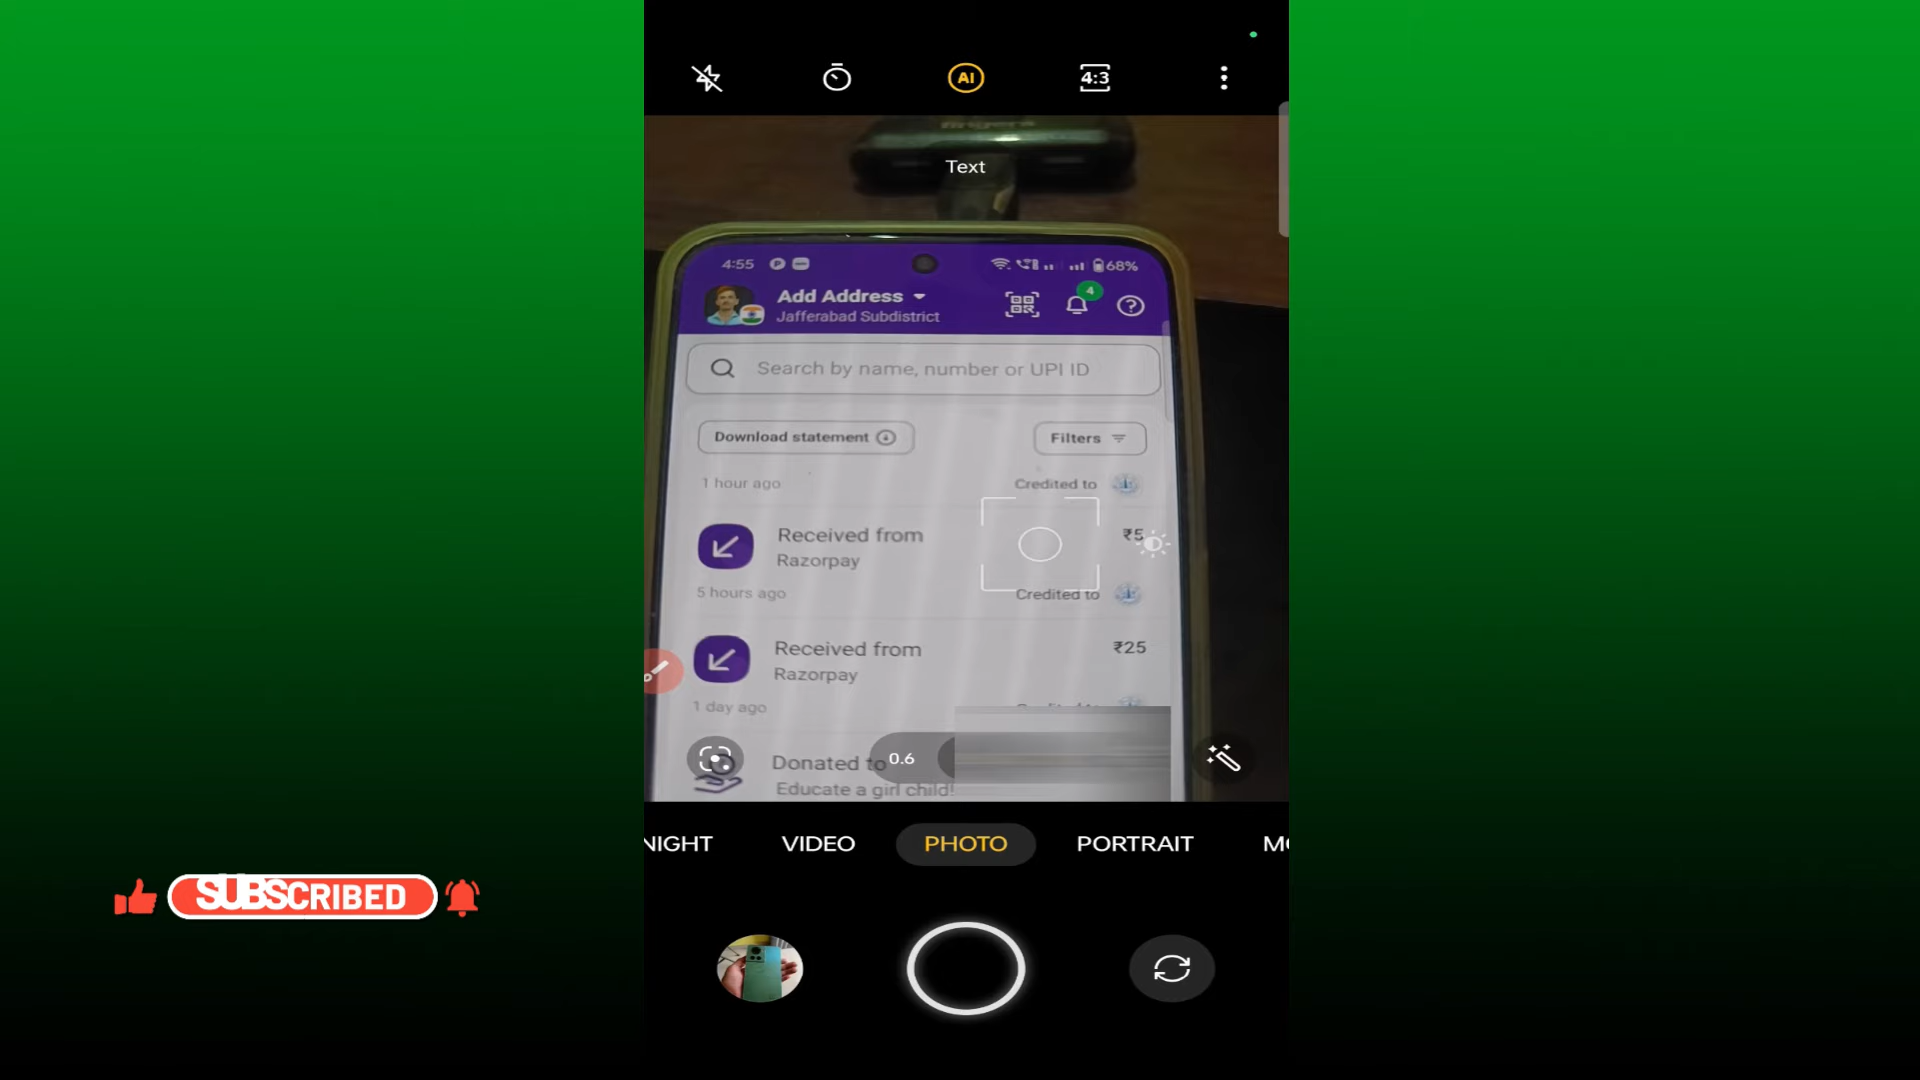 AI
4:3
Text
4:55 68%
Add Address
4
Jafferabad Subdistrict
Search by name, number or UPI ID
Download statement
Filters
1 hour ago Credited to
Received from ₹5
Razorpay
5 hours ago Credited to
Received from ₹25
Razorpay
1 day ago
Donated to
0.6
Educate a girl child!
NIGHT VIDEO PHOTO PORTRAIT
SUBSCRIBED